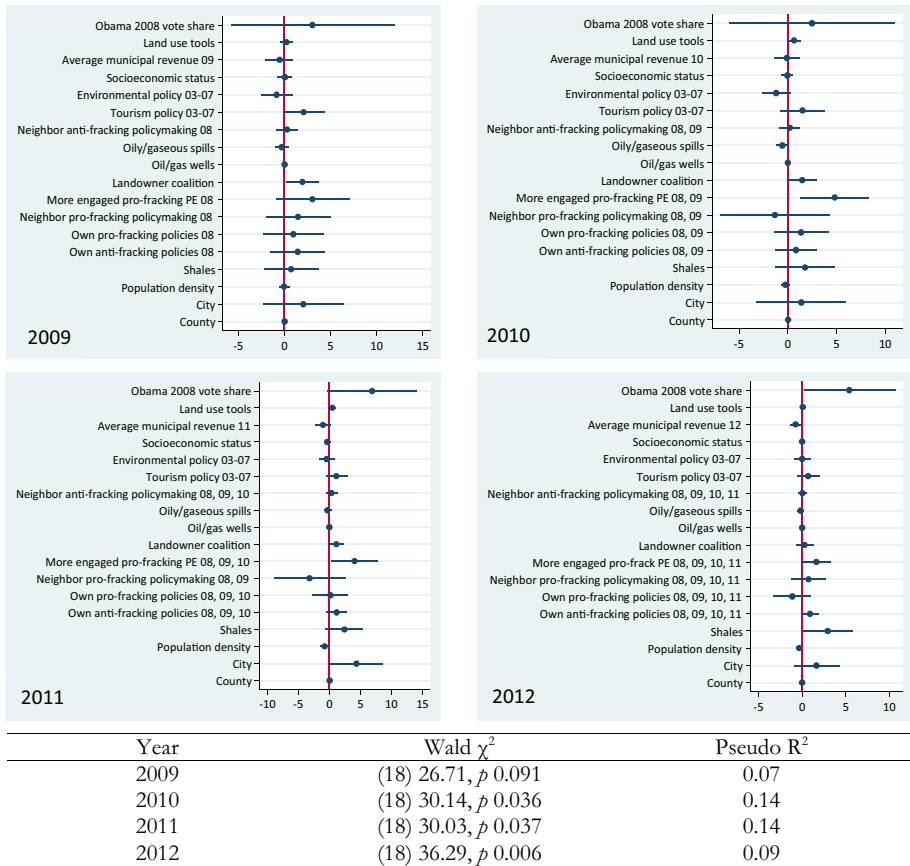 Obama 2008 vote share
Land use tools
Average municipal revenue 09
Socioeconomic status
Environmental policy 03-07
Tourism policy 03-07
Neighbor anti-fracking policymaking 08
Oily/gaseous spills
Oil/gas wells
Landowner coalition
More engaged pro-fracking PE 08
Neighbor pro-fracking policymaking 08
Own pro-fracking policies 08
Own anti-fracking policies 08
Shales
Population density
City
County
-5 0 5 10 15
2009
Obama 2008 vote share
Land use tools
Average municipal revenue 10
Socioeconomic status
Environmental policy 03-07
Tourism policy 03-07
Neighbor anti-fracking policymaking 08, 09
Oily/gaseous spills
Oil/gas wells
Landowner coalition
More engaged pro-fracking PE 08, 09
Neighbor pro-fracking policymaking 08, 09
Own pro-fracking policies 08, 09
Own anti-fracking policies 08, 09
Shales
Population density
City
County
-5 0 5 10
2010
Obama 2008 vote share
Land use tools
Average municipal revenue 11
Socioeconomic status
Environmental policy 03-07
Tourism policy 03-07
Neighbor anti-fracking policymaking 08, 09, 10
Oily/gaseous spills
Oil/gas wells
Landowner coalition
More engaged pro-fracking PE 08, 09, 10
Neighbor pro-fracking policymaking 08, 09
Own pro-fracking policies 08, 09, 10
Own anti-fracking policies 08, 09, 10
Shales
Population density
City
County
-10 -5 0 5 10 15
2011
Obama 2008 vote share
Land use tools
Average municipal revenue 12
Socioeconomic status
Environmental policy 03-07
Tourism policy 03-07
Neighbor anti-fracking policymaking 08, 09, 10, 11
Oily/gaseous spills
Oil/gas wells
Landowner coalition
More engaged pro-frack PE 08, 09, 10, 11
Neighbor pro-fracking policymaking 08, 09, 10, 11
Own pro-fracking policies 08, 09, 10, 11
Own anti-fracking policies 08, 09, 10, 11
Shales
Population density
City
County
-5 0 5 10
2012
Year Wald χ² Pseudo R²
2009 (18) 26.71, p 0.091 0.07
2010 (18) 30.14, p 0.036 0.14
2011 (18) 30.03, p 0.037 0.14
2012 (18) 36.29, p 0.006 0.09